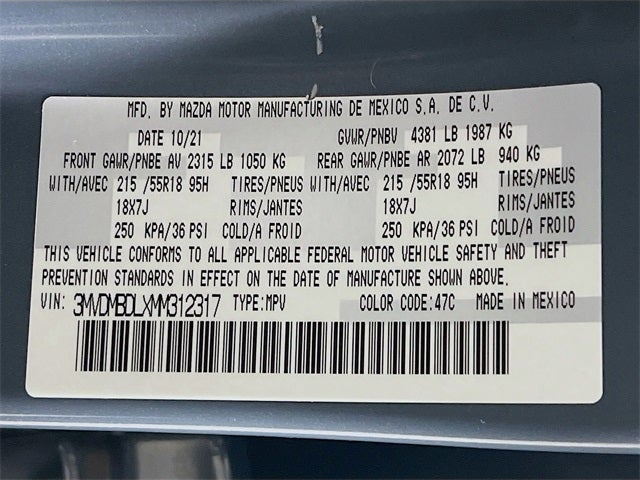 MFD. BY MAZDA MOTOR MANUFACTURING DE MEXICO S.A. DE C.V.
DATE 10/21 GVWR/PNBV 4381 LB 1987 KG
FRONT GAWR/PNBE AV 2315 LB 1050 KG REAR GAWR/PNBE AR 2072 LB 940 KG
WITH/AVEC 215 /55R18 95H TIRES/PNEUS WITH/AVEC 215 /55R18 95H TIRES/PNEUS
18X7J RIMS/JANTES 18X7J RIMS/JANTES
250 KPA/36 PSI COLD/A FROID 250 KPA/36 PSI COLD/A FROID
THIS VEHICLE CONFORMS TO ALL APPLICABLE FEDERAL MOTOR VEHICLE SAFETY AND THEFT
PREVENTION STANDARDS IN EFFECT ON THE DATE OF MANUFACTURE SHOWN ABOVE.
VIN: 3MVDMBDLXMM312317 TYPE:MPV COLOR CODE:47C MADE IN MEXICO